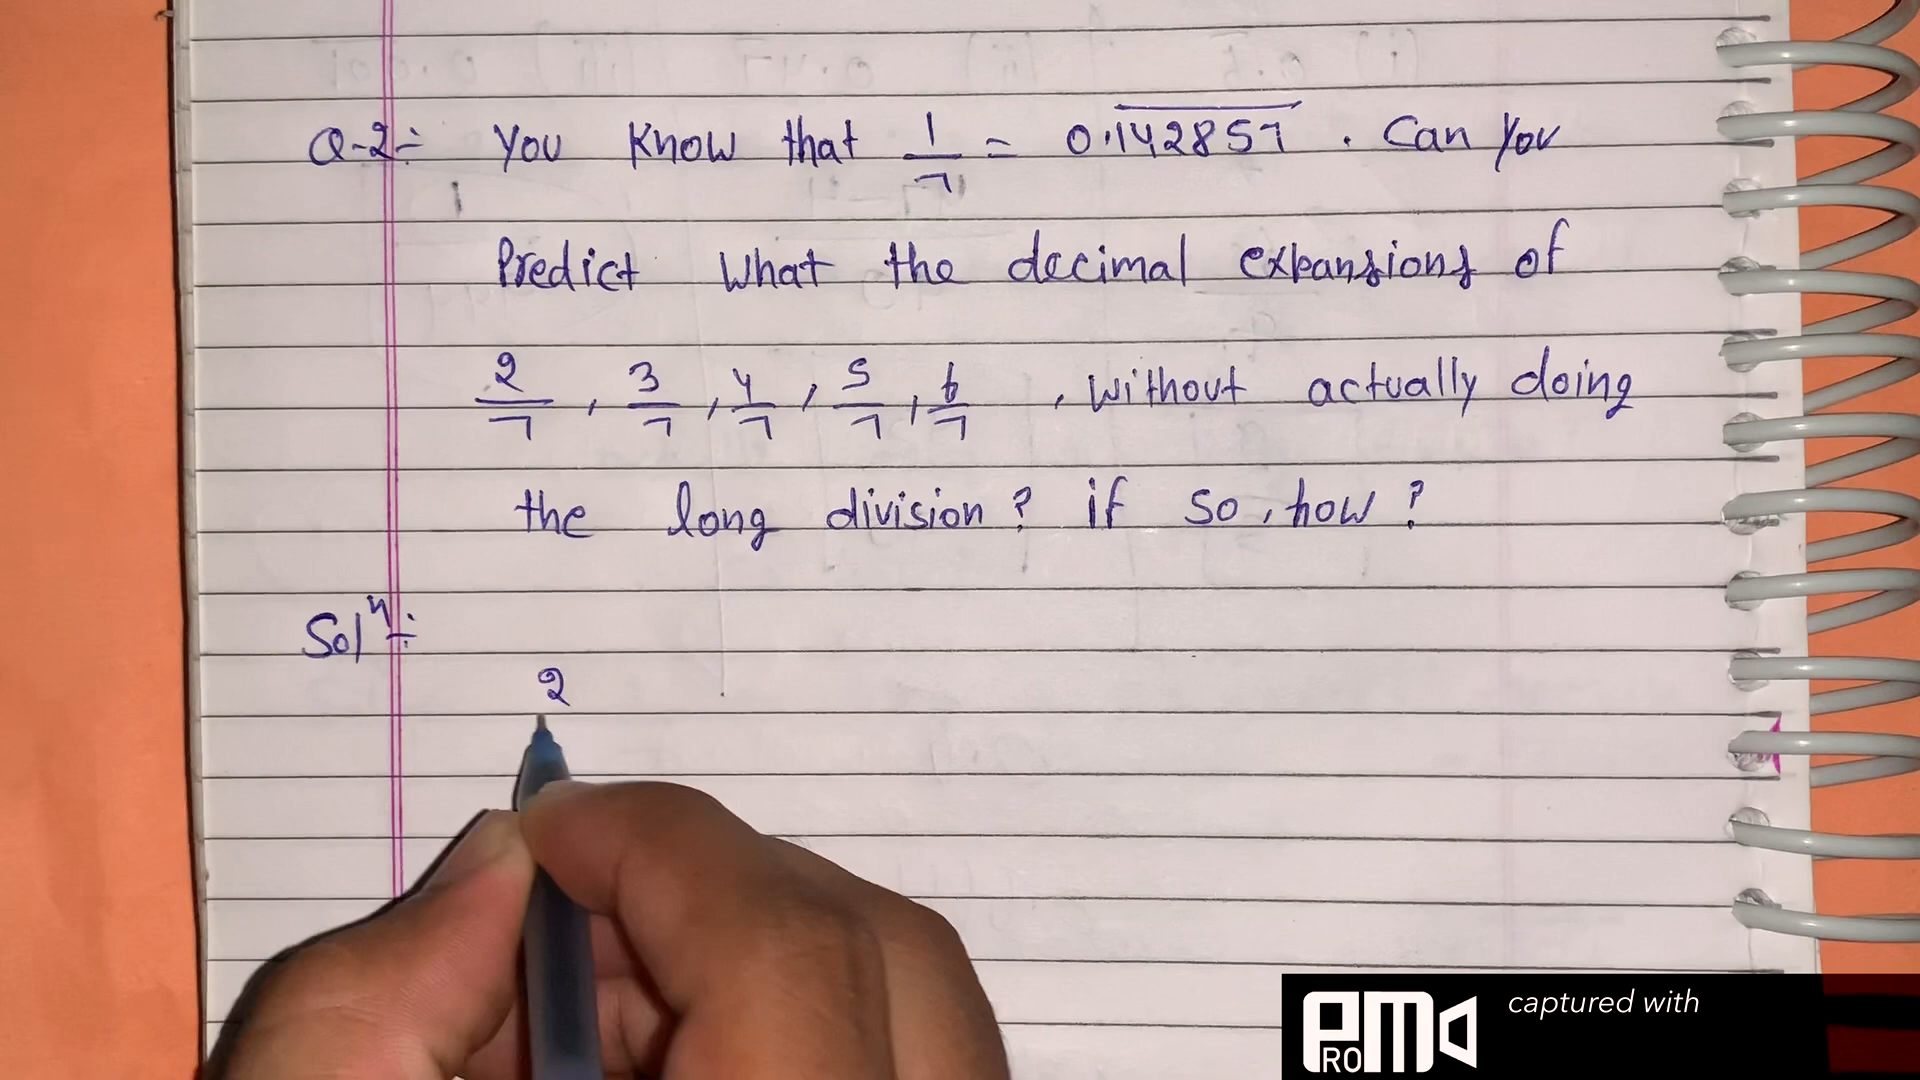 Q-2÷ You Know that 1/7 = 0.142857 . Can you
Predict What the decimal expansions of
2/7 , 3/7 , 4/7 , 5/7 , 6/7 , without actually doing
the long division? if so, how?
Solⁿ÷
2
captured with
PROMO